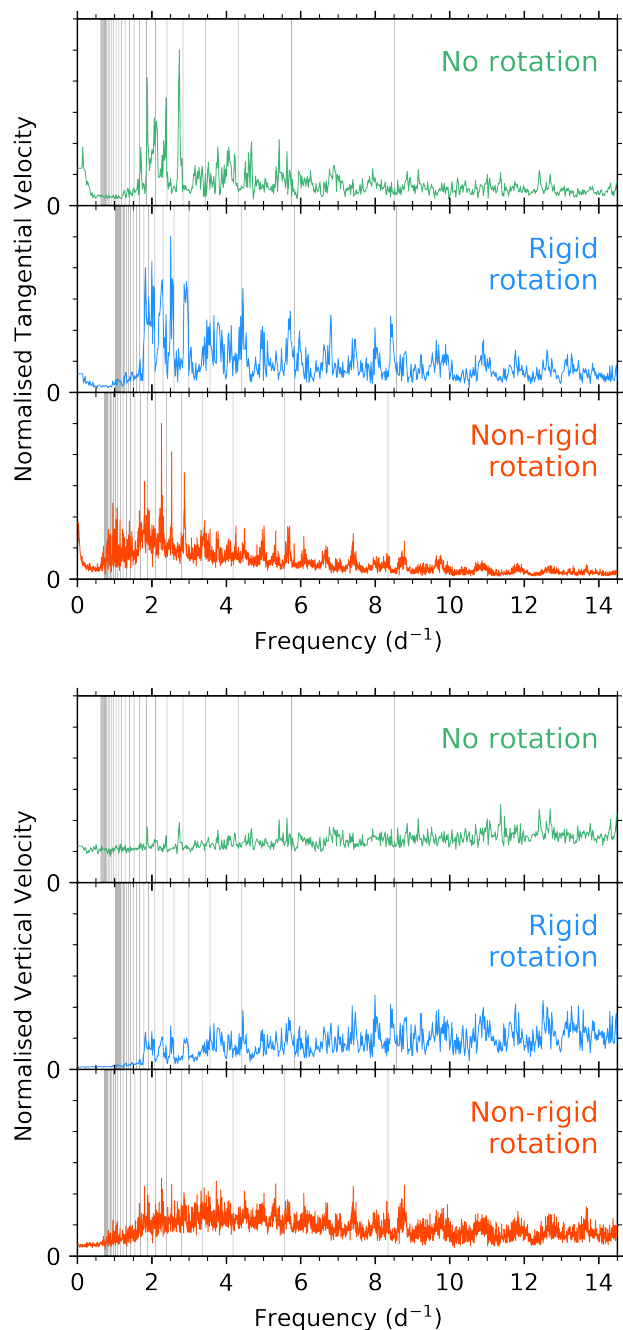 No rotation
0
Rigid
rotation
0
Non-rigid
rotation
0
Normalised Tangential Velocity
0 2 4 6 8 10 12 14
Frequency (d⁻¹)
No rotation
0
Rigid
rotation
0
Non-rigid
rotation
0
Normalised Vertical Velocity
0 2 4 6 8 10 12 14
Frequency (d⁻¹)